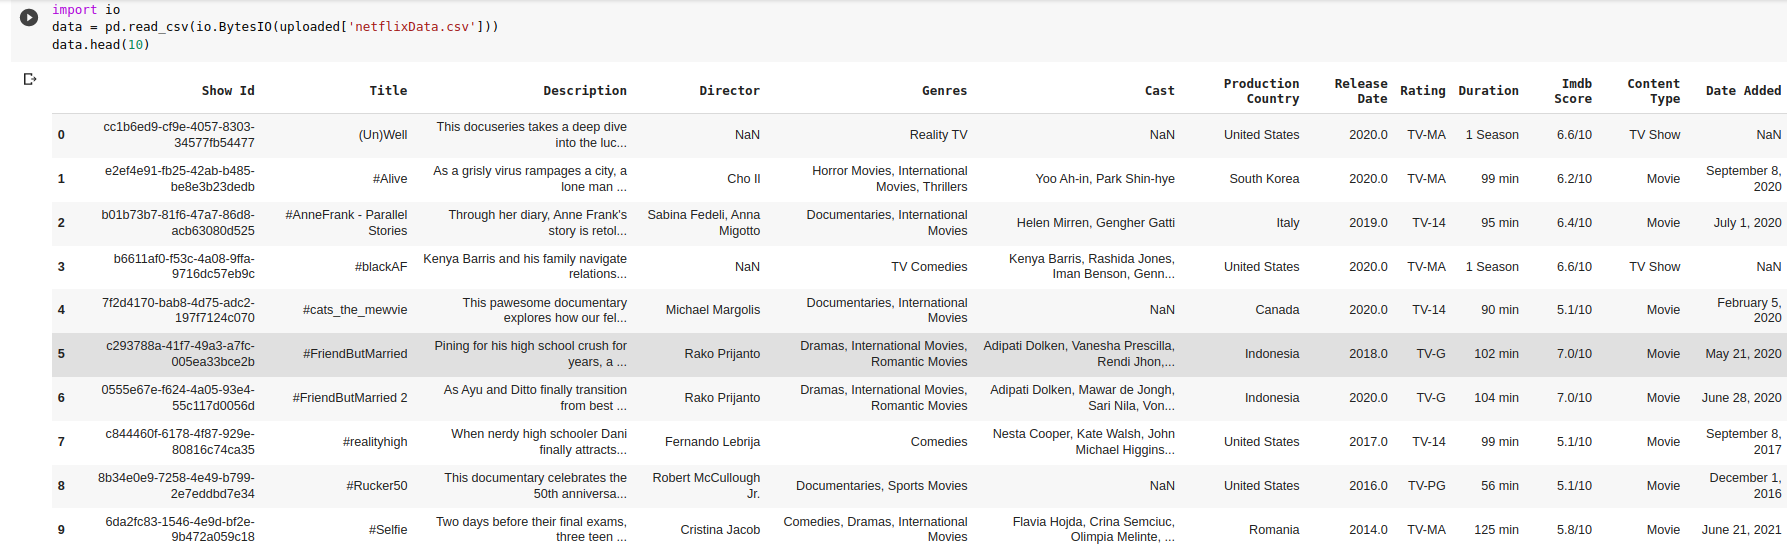 import io
data = pd.read_csv(io.BytesIO(uploaded['netflixData.csv']))
data.head(10)
Show Id Title Description Director Genres Cast Production Country Release Date Rating Duration Imdb Score Content Type Date Added
0 cc1b6ed9-cf9e-4057-8303-34577fb54477 (Un)Well This docuseries takes a deep dive into the luc... NaN Reality TV NaN United States 2020.0 TV-MA 1 Season 6.6/10 TV Show NaN
1 e2ef4e91-fb25-42ab-b485-be8e3b23dedb #Alive As a grisly virus rampages a city, a lone man ... Cho Il Horror Movies, International Movies, Thrillers Yoo Ah-in, Park Shin-hye South Korea 2020.0 TV-MA 99 min 6.2/10 Movie September 8, 2020
2 b01b73b7-81f6-47a7-86d8-acb63080d525 #AnneFrank - Parallel Stories Through her diary, Anne Frank's story is retol... Sabina Fedeli, Anna Migotto Documentaries, International Movies Helen Mirren, Gengher Gatti Italy 2019.0 TV-14 95 min 6.4/10 Movie July 1, 2020
3 b6611af0-f53c-4a08-9ffa-9716dc57eb9c #blackAF Kenya Barris and his family navigate relations... NaN TV Comedies Kenya Barris, Rashida Jones, Iman Benson, Genn... United States 2020.0 TV-MA 1 Season 6.6/10 TV Show NaN
4 7f2d4170-bab8-4d75-adc2-197f7124c070 #cats_the_mewvie This pawesome documentary explores how our fel... Michael Margolis Documentaries, International Movies NaN Canada 2020.0 TV-14 90 min 5.1/10 Movie February 5, 2020
5 c293788a-41f7-49a3-a7fc-005ea33bce2b #FriendButMarried Pining for his high school crush for years, a ... Rako Prijanto Dramas, International Movies, Romantic Movies Adipati Dolken, Vanesha Prescilla, Rendi Jhon,... Indonesia 2018.0 TV-G 102 min 7.0/10 Movie May 21, 2020
6 0555e67e-f624-4a05-93e4-55c117d0056d #FriendButMarried 2 As Ayu and Ditto finally transition from best ... Rako Prijanto Dramas, International Movies, Romantic Movies Adipati Dolken, Mawar de Jongh, Sari Nila, Von... Indonesia 2020.0 TV-G 104 min 7.0/10 Movie June 28, 2020
7 c844460f-6178-4f87-929e-80816c74ca35 #realityhigh When nerdy high schooler Dani finally attracts... Fernando Lebrija Comedies Nesta Cooper, Kate Walsh, John Michael Higgins... United States 2017.0 TV-14 99 min 5.1/10 Movie September 8, 2017
8 8b34e0e9-7258-4e49-b799-2e7eddbd7e34 #Rucker50 This documentary celebrates the 50th anniversa... Robert McCullough Jr. Documentaries, Sports Movies NaN United States 2016.0 TV-PG 56 min 5.1/10 Movie December 1, 2016
9 6da2fc83-1546-4e9d-bf2e-9b472a059c18 #Selfie Two days before their final exams, three teen ... Cristina Jacob Comedies, Dramas, International Movies Flavia Hojda, Crina Semciuc, Olimpia Melinte, ... Romania 2014.0 TV-MA 125 min 5.8/10 Movie June 21, 2021